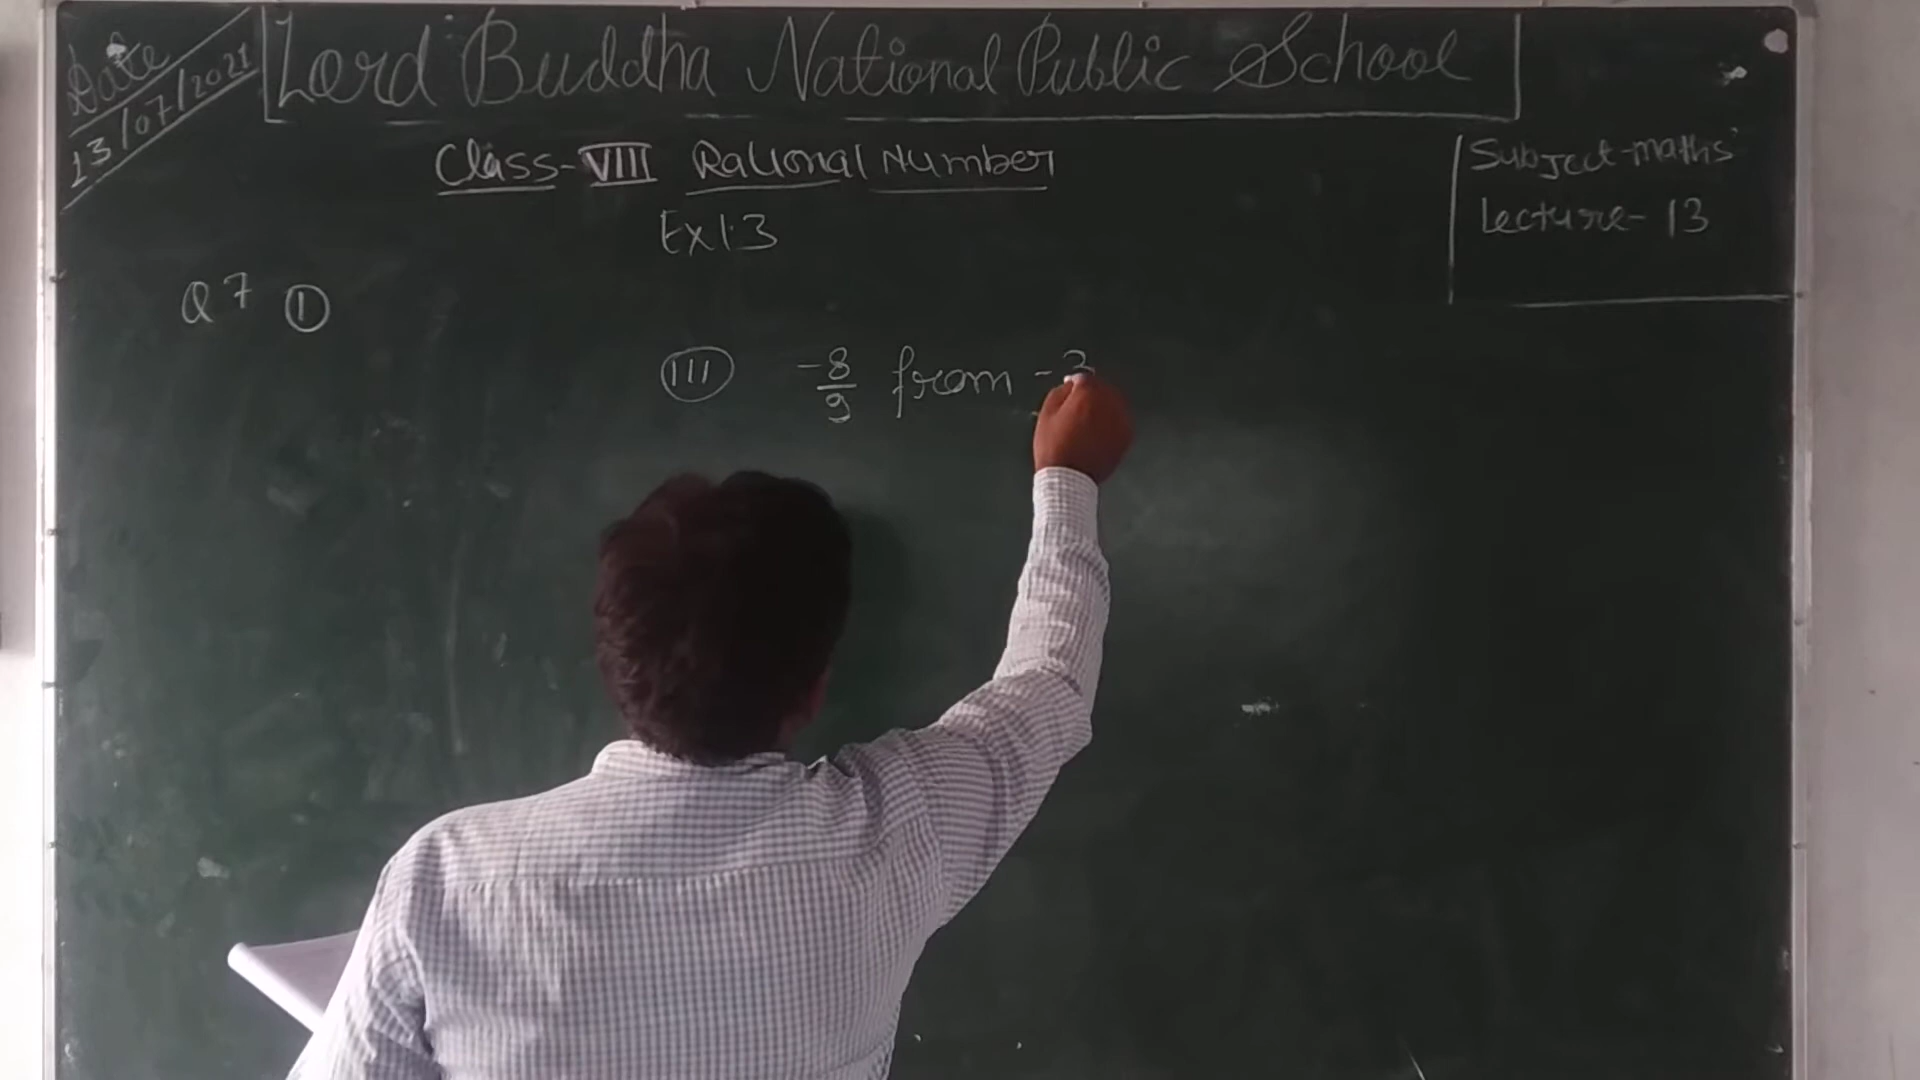 Date
13/07/2021
Lord Buddha National Public School
Class-VIII Rational Number
Subject-maths
Lecture-13
Ex1.3
Q7 ①
III -8/9 from -3